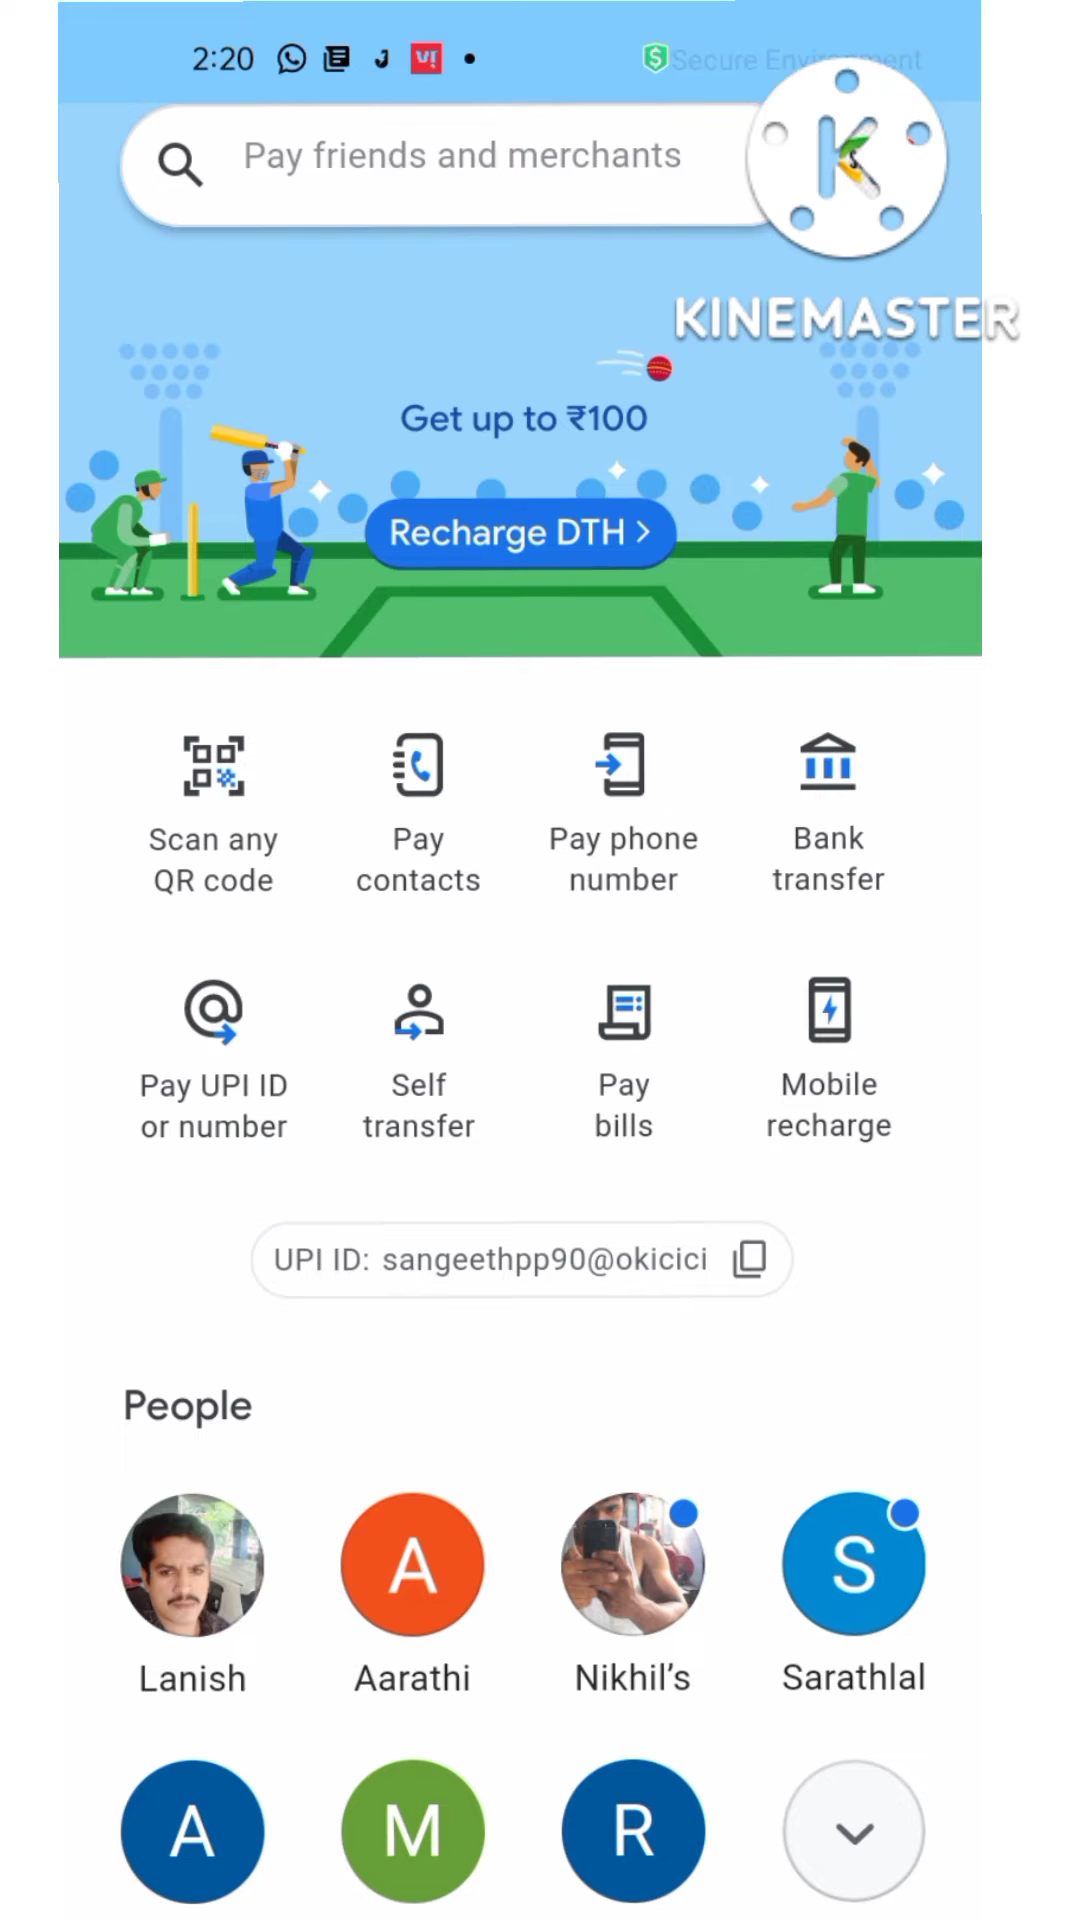 2:20
Secure Environment
Pay friends and merchants
KINEMASTER
Get up to ₹100
Recharge DTH >
Scan any
QR code
Pay
contacts
Pay phone
number
Bank
transfer
Pay UPI ID
or number
Self
transfer
Pay
bills
Mobile
recharge
UPI ID: sangeethpp90@okicici
People
A
S
Lanish
Aarathi
Nikhil’s
Sarathlal
A
M
R